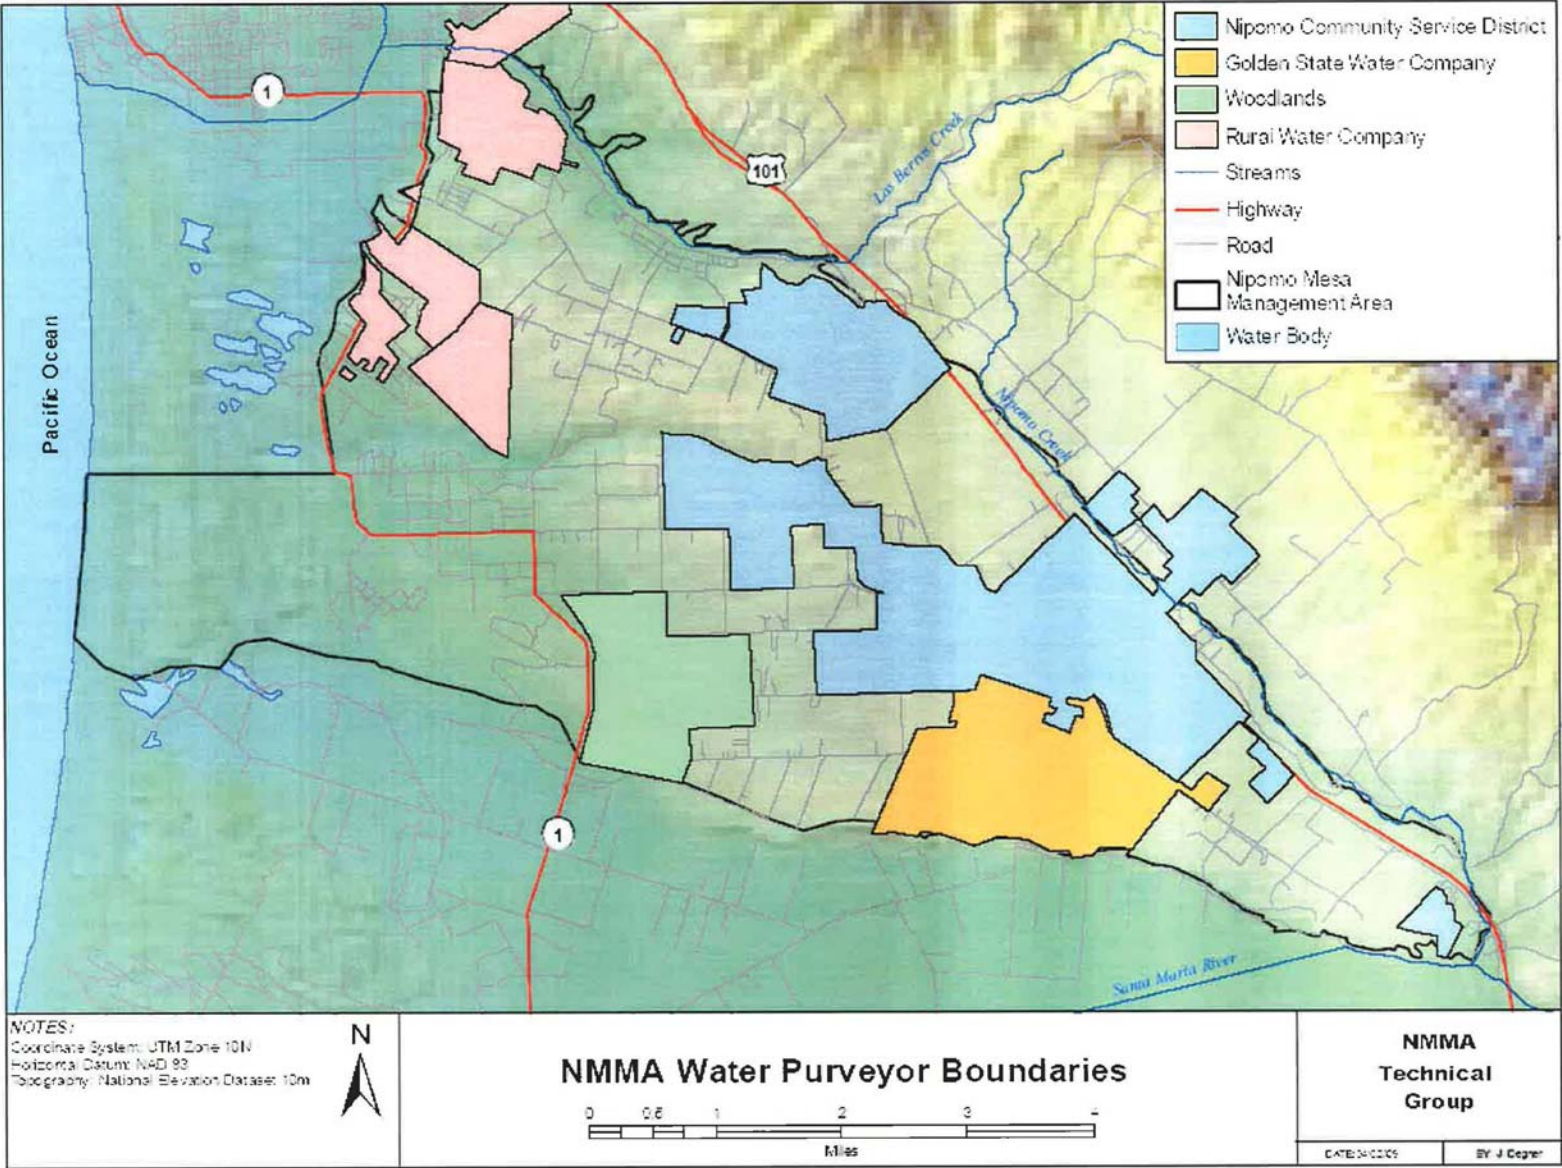 Nipomo Community Service District
Golden State Water Company
Woodlands
Rural Water Company
Streams
Highway
Road
Nipomo Mesa
Management Area
Water Body
1
101
Los Berros Creek
Pacific Ocean
Nipomo Creek
1
Santa Maria River
NOTES:
Coordinate System: UTM Zone 10N
Horizontal Datum: NAD 83
Topography: National Elevation Dataset 10m
N
NMMA Water Purveyor Boundaries
0 0.5 1 2 3 4
Miles
NMMA
Technical
Group
DATE:
BY: J Degner